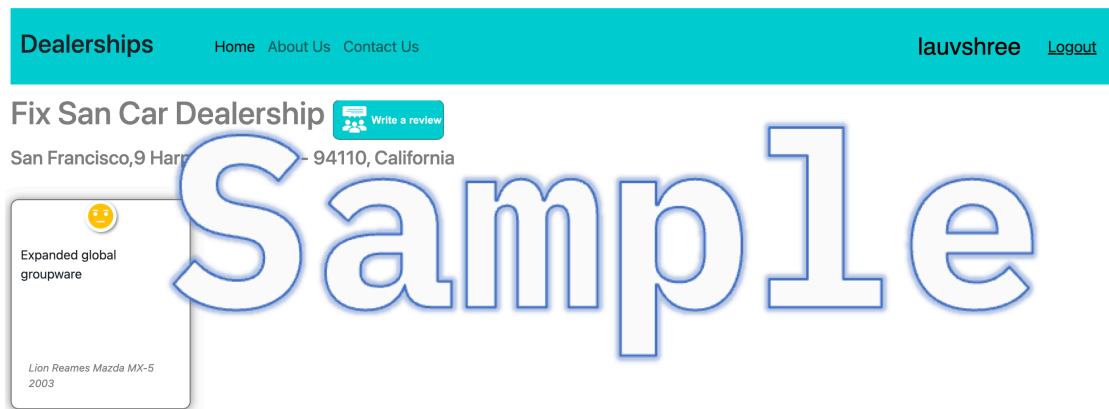 Dealerships Home About Us Contact Us lauvshree Logout
Fix San Car Dealership Write a review
San Francisco,9 Har - 94110, California
Sample
Expanded global
groupware
Lion Reames Mazda MX-5
2003